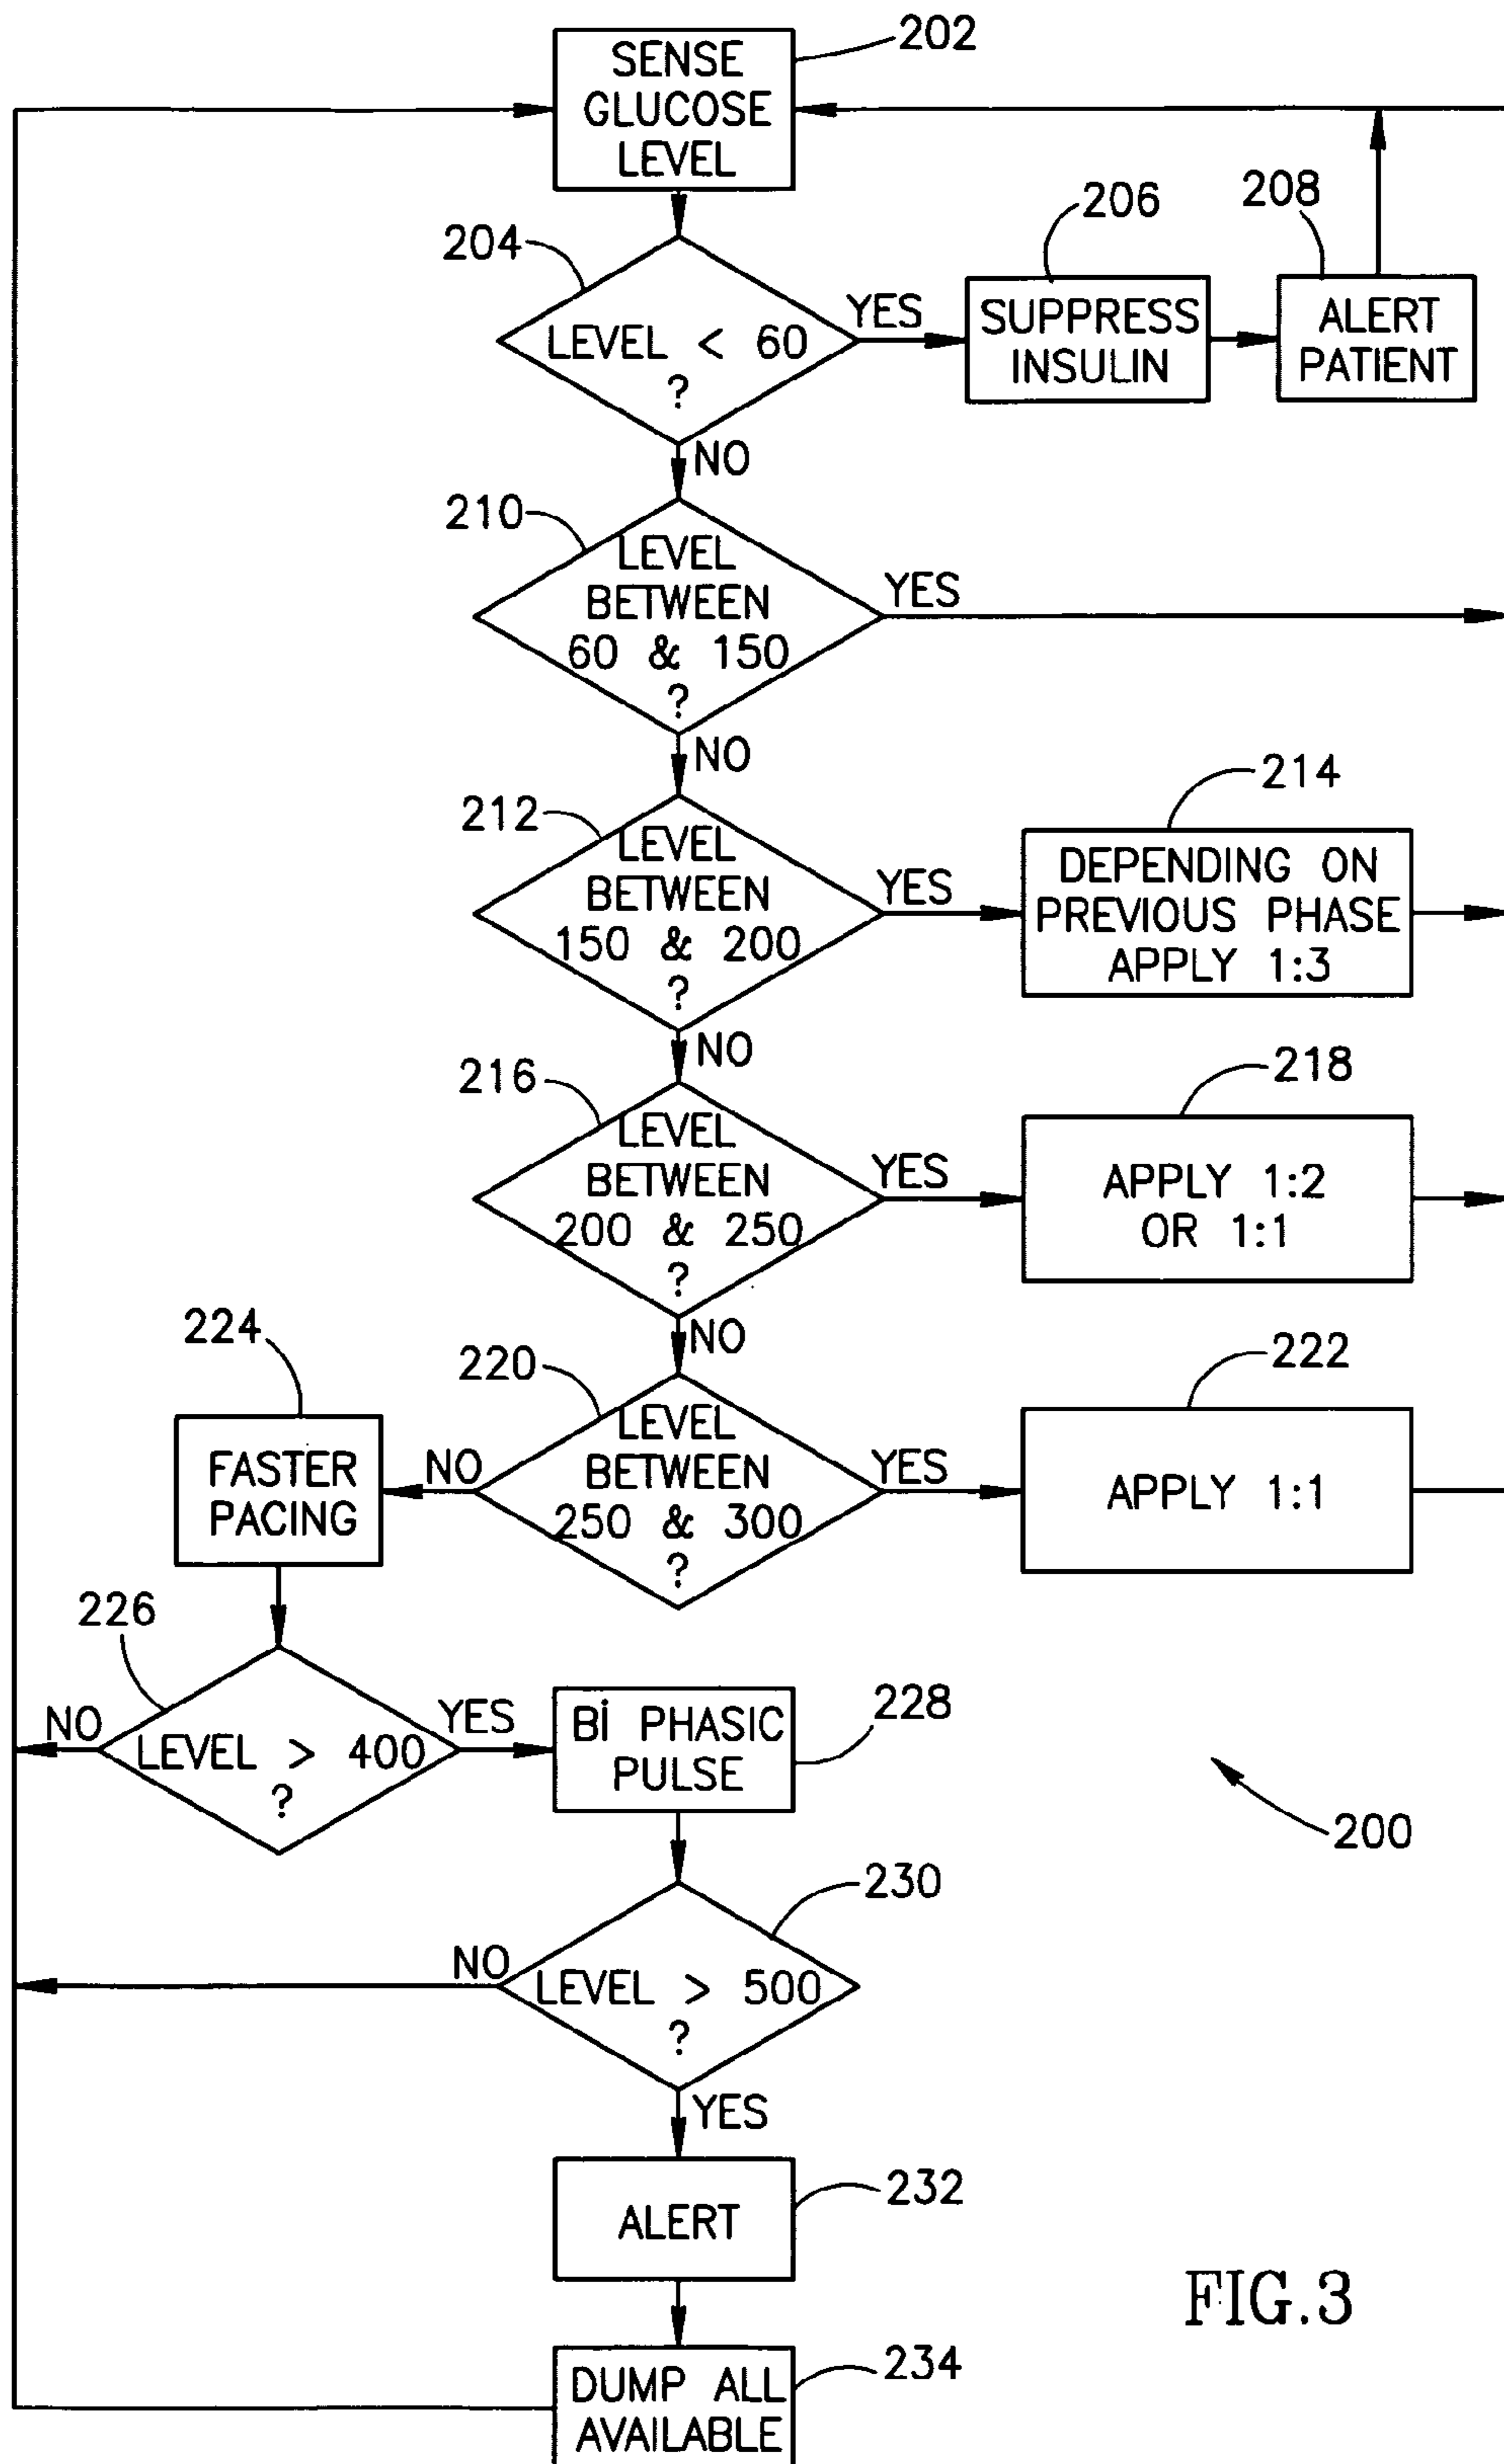 202
SENSE
GLUCOSE
LEVEL
204
LEVEL < 60
?
YES
206
SUPPRESS
INSULIN
208
ALERT
PATIENT
NO
210
LEVEL
BETWEEN
60 & 150
?
YES
NO
212
LEVEL
BETWEEN
150 & 200
?
YES
214
DEPENDING ON
PREVIOUS PHASE
APPLY 1:3
NO
216
LEVEL
BETWEEN
200 & 250
?
YES
218
APPLY 1:2
OR 1:1
NO
220
LEVEL
BETWEEN
250 & 300
?
YES
222
APPLY 1:1
NO
224
FASTER
PACING
226
LEVEL > 400
?
NO
YES
228
Bi PHASIC
PULSE
200
230
LEVEL > 500
?
NO
YES
232
ALERT
234
DUMP ALL
AVAILABLE
FIG.3